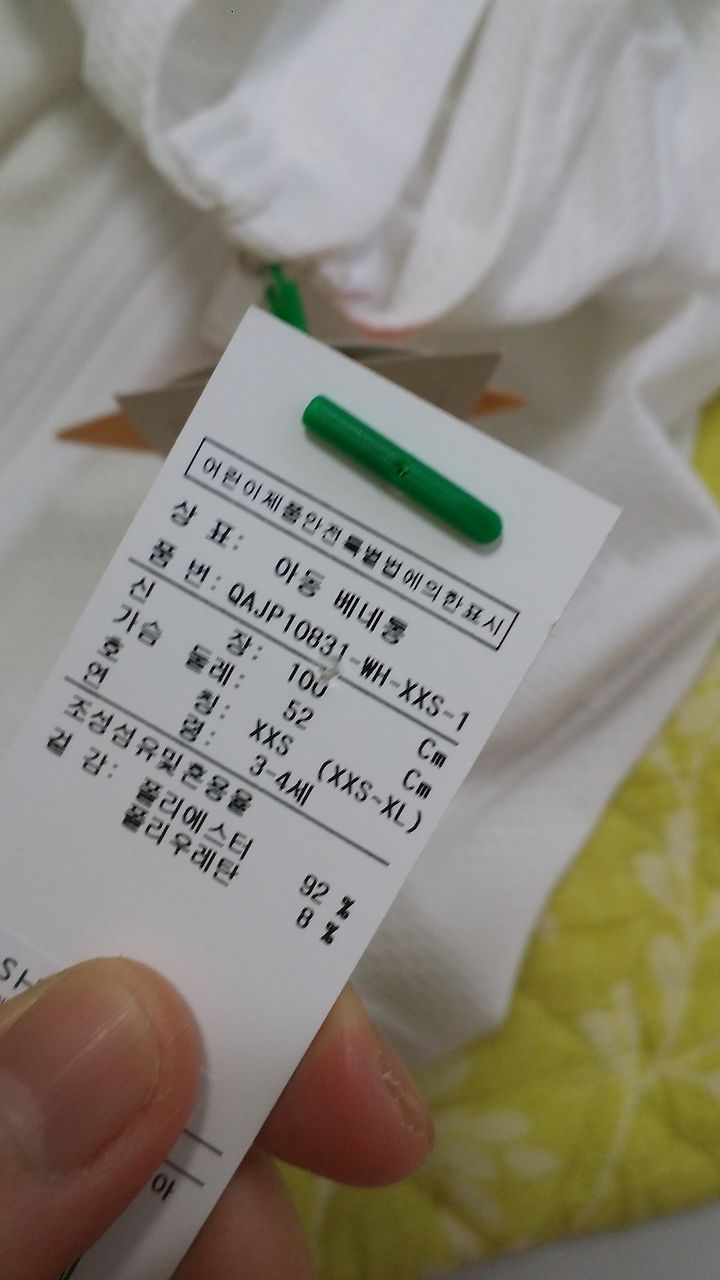 어린이제품안전특별법에의한표시
상 표: 아동 베네통
품 번: QAJP10831-WH-XXS-1
신 장: 100 Cm
가슴 둘레: 52 Cm
호 칭: XXS (XXS-XL)
연 령: 3-4세
조성섬유및혼용율
겉 감: 폴리에스터 92 %
폴리우레탄 8 %
아